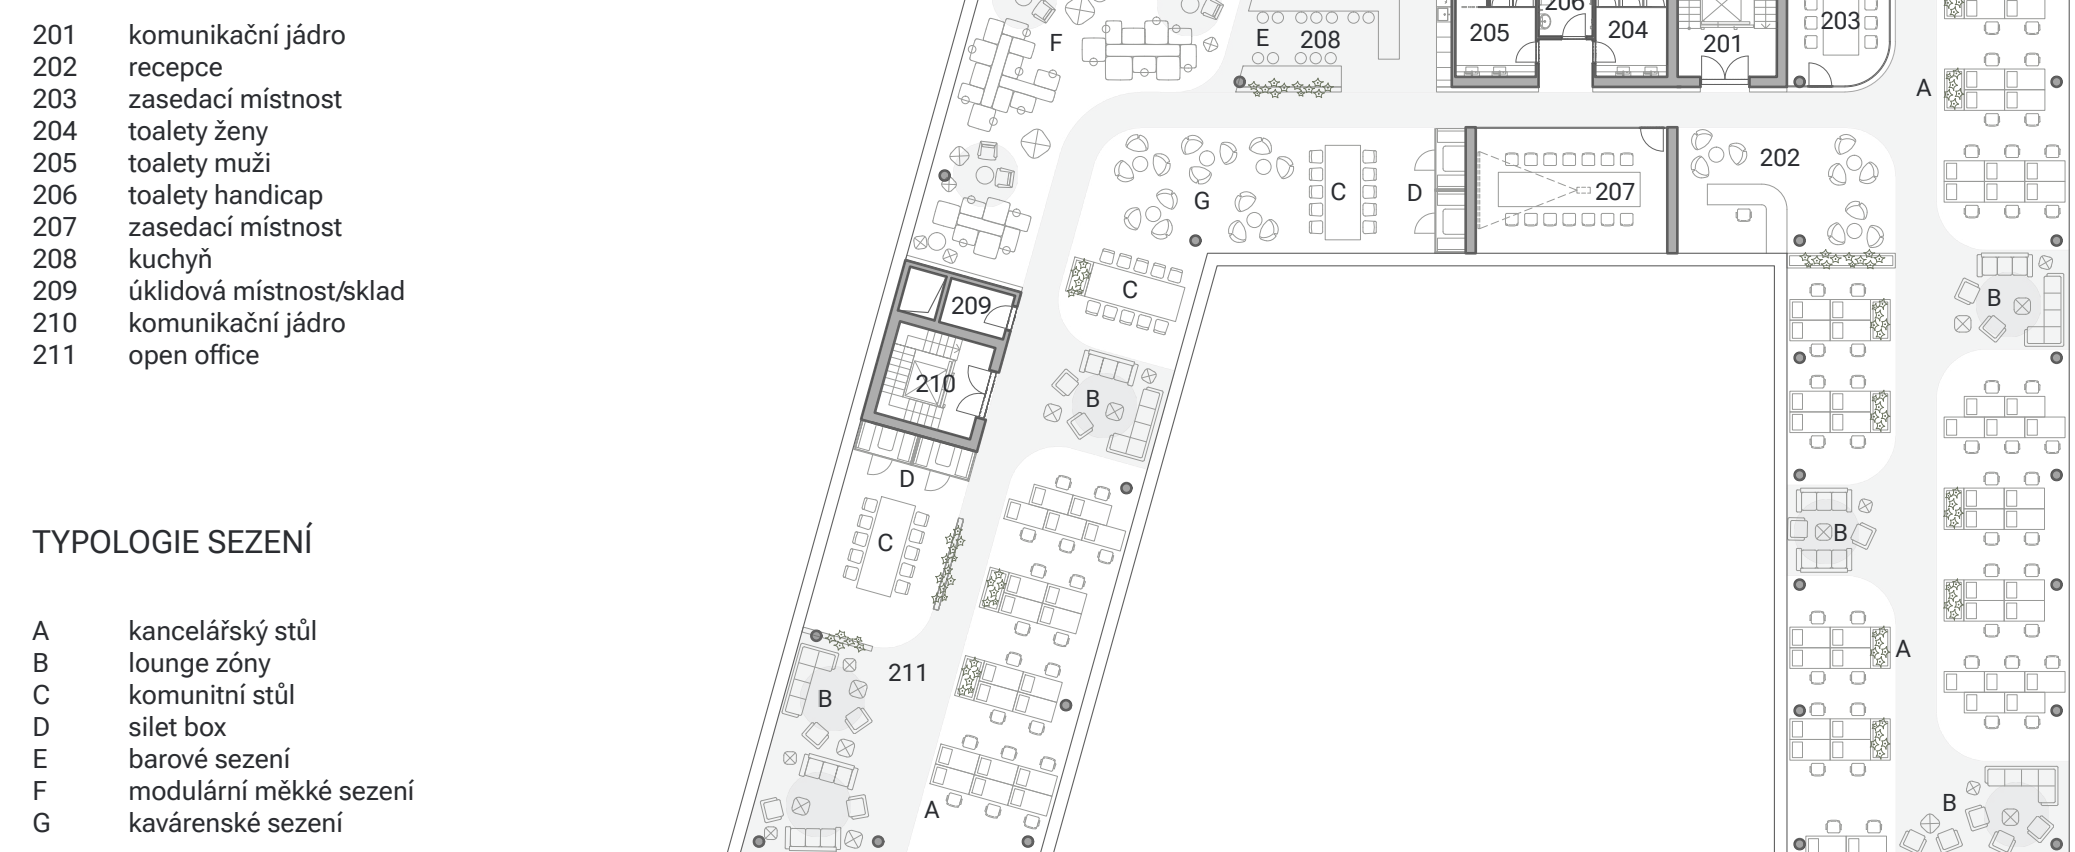 201 komunikační jádro
202 recepce
203 zasedací místnost
204 toalety ženy
205 toalety muži
206 toalety handicap
207 zasedací místnost
208 kuchyň
209 úklidová místnost/sklad
210 komunikační jádro
211 open office
TYPOLOGIE SEZENÍ
A kancelářský stůl
B lounge zóny
C komunitní stůl
D silet box
E barové sezení
F modulární měkké sezení
G kavárenské sezení
206
203
F
E
208
205
204
201
A
202
G
C
D
207
C
B
209
210
B
D
C
B
A
211
B
A
B